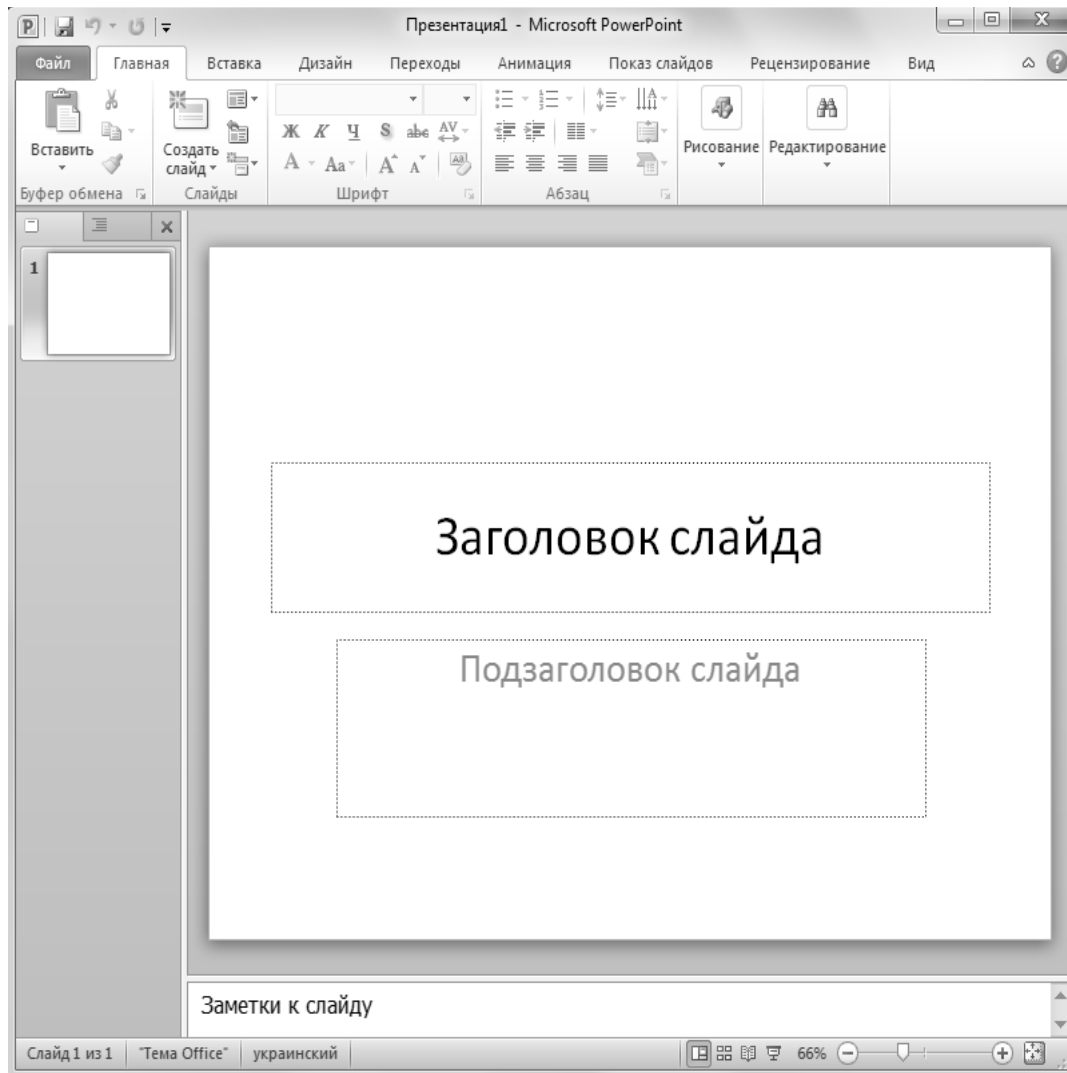 Презентация1 - Microsoft PowerPoint
Файл Главная Вставка Дизайн Переходы Анимация Показ слайдов Рецензирование Вид
Вставить
Создать слайд
Ж К Ч S abc AV
A Aa A A
Рисование Редактирование
Буфер обмена Слайды Шрифт Абзац
1
Заголовок слайда
Подзаголовок слайда
Заметки к слайду
Слайд 1 из 1 "Тема Office" украинский 66%